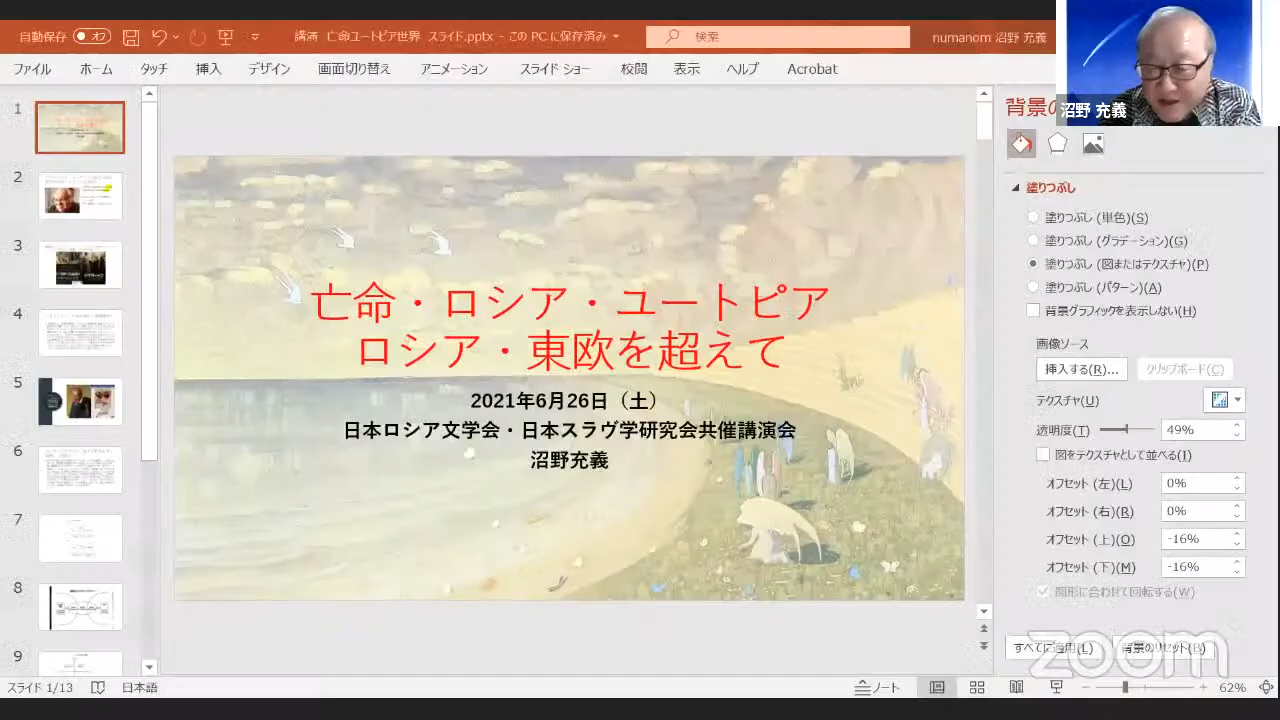 自動保存 オフ
講演 亡命ユートピア世界 スライド.pptx - この PC に保存済み
検索
numanom 沼野 充義
ファイル ホーム タッチ 挿入 デザイン 画面切り替え アニメーション スライド ショー 校閲 表示 ヘルプ Acrobat
沼野 充義
背景の
1
2
3
4
5
6
7
8
9
亡命・ロシア・ユートピア
ロシア・東欧を超えて
2021年6月26日（土）
日本ロシア文学会・日本スラヴ学研究会共催講演会
沼野充義
塗りつぶし
塗りつぶし (単色)(S)
塗りつぶし (グラデーション)(G)
塗りつぶし (図またはテクスチャ)(P)
塗りつぶし (パターン)(A)
背景グラフィックを表示しない(H)
画像ソース
挿入する(R)... クリップボード(C)
テクスチャ(U)
透明度(T) 49%
図をテクスチャとして並べる(I)
オフセット (左)(L) 0%
オフセット (右)(R) 0%
オフセット (上)(O) -16%
オフセット (下)(M) -16%
図形に合わせて回転する(W)
すべてに適用(L) 背景のリセット(B)
zoom
スライド 1/13 日本語 ノート 62%